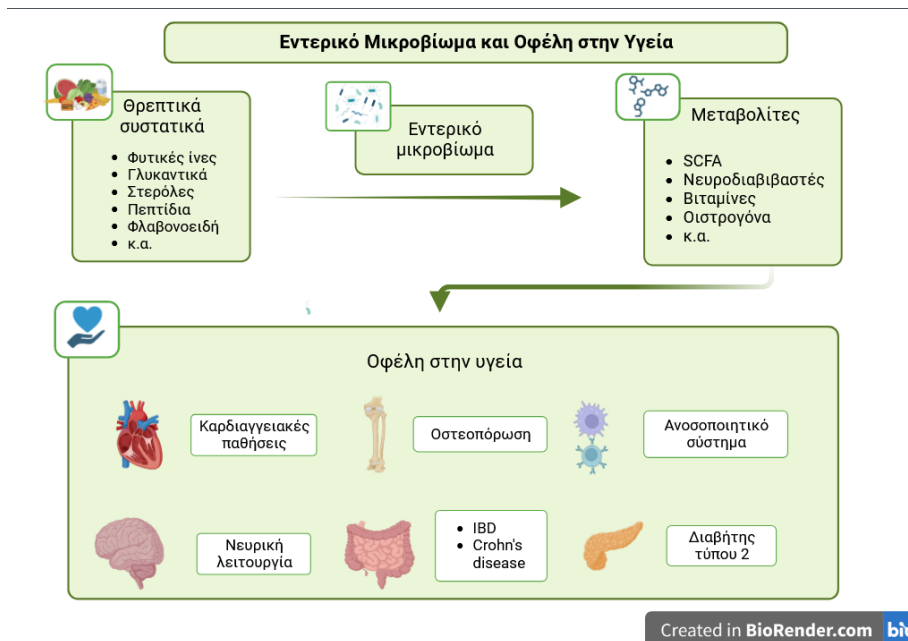 Εντερικό Μικροβίωμα και Οφέλη στην Υγεία
Θρεπτικά
συστατικά
• Φυτικές ίνες
• Γλυκαντικά
• Στερόλες
• Πεπτίδια
• Φλαβονοειδή
• κ.α.
Εντερικό
μικροβίωμα
Μεταβολίτες
• SCFA
• Νευροδιαβιβαστές
• Βιταμίνες
• Οιστρογόνα
• κ.α.
Οφέλη στην υγεία
Καρδιαγγειακές
παθήσεις
Οστεοπόρωση
Ανοσοποιητικό
σύστημα
Νευρική
λειτουργία
• IBD
• Crohn's
disease
Διαβήτης
τύπου 2
Created in BioRender.com